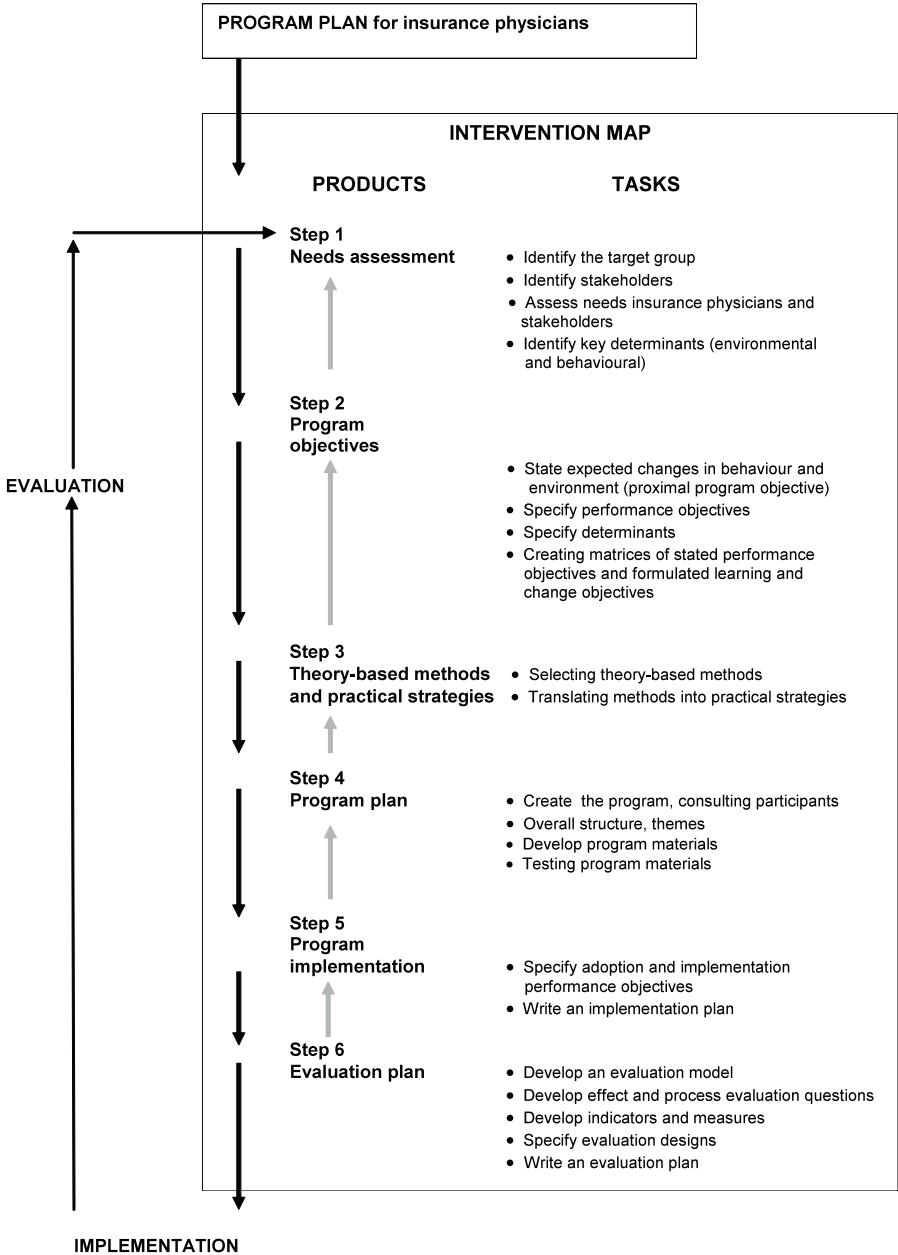 PROGRAM PLAN for insurance physicians
INTERVENTION MAP
PRODUCTS
TASKS
Step 1
Needs assessment
• Identify the target group
• Identify stakeholders
• Assess needs insurance physicians and
stakeholders
• Identify key determinants (environmental
and behavioural)
Step 2
Program
objectives
• State expected changes in behaviour and
environment (proximal program objective)
• Specify performance objectives
• Specify determinants
• Creating matrices of stated performance
objectives and formulated learning and
change objectives
EVALUATION
Step 3
Theory-based methods
and practical strategies
• Selecting theory-based methods
• Translating methods into practical strategies
Step 4
Program plan
• Create the program, consulting participants
• Overall structure, themes
• Develop program materials
• Testing program materials
Step 5
Program
implementation
• Specify adoption and implementation
performance objectives
• Write an implementation plan
Step 6
Evaluation plan
• Develop an evaluation model
• Develop effect and process evaluation questions
• Develop indicators and measures
• Specify evaluation designs
• Write an evaluation plan
IMPLEMENTATION